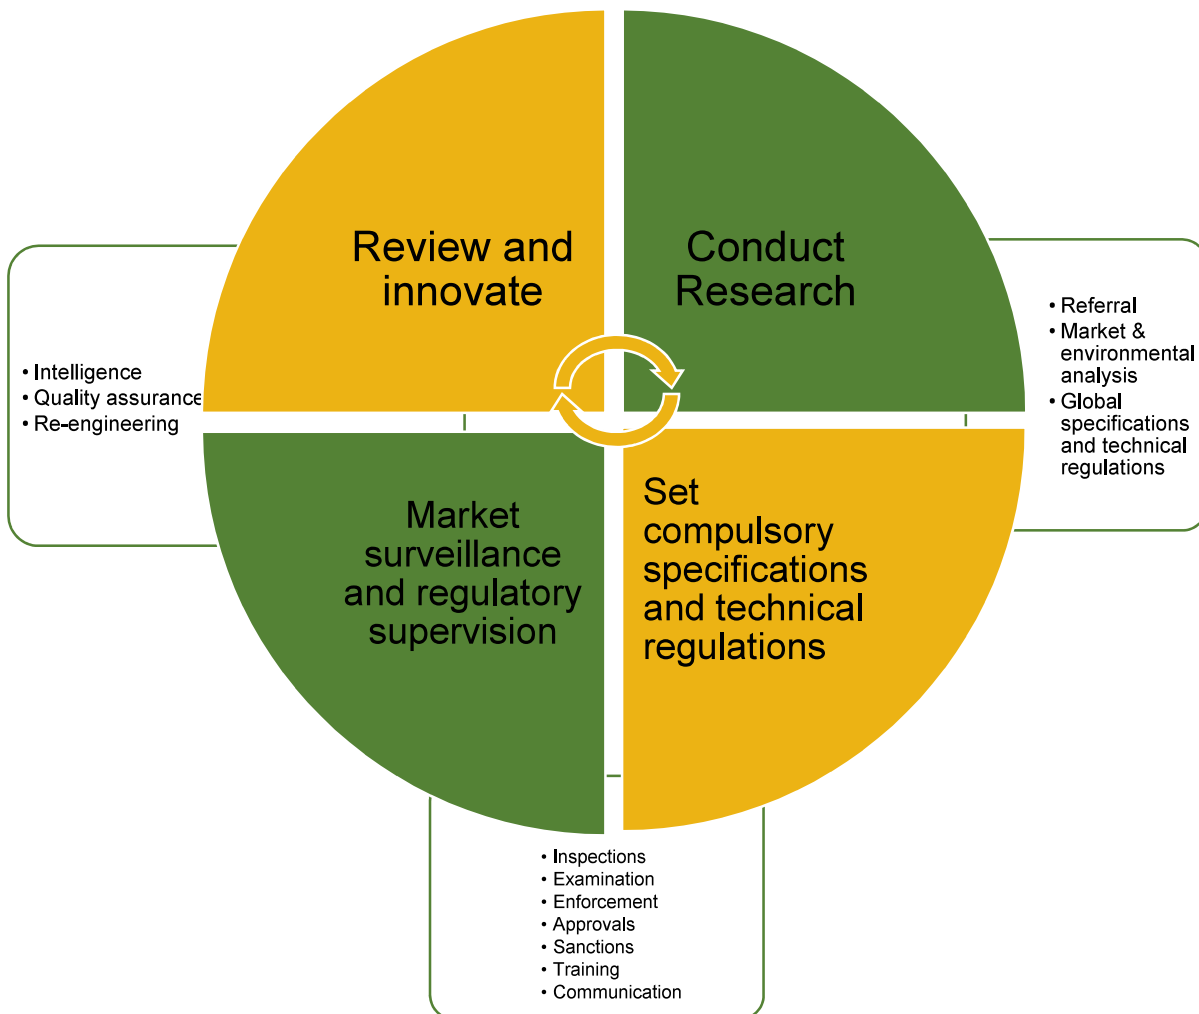 Review and
innovate
Conduct
Research
• Intelligence
• Quality assurance
• Re-engineering
• Referral
• Market &
environmental
analysis
• Global
specifications
and technical
regulations
Market
surveillance
and regulatory
supervision
Set
compulsory
specifications
and technical
regulations
• Inspections
• Examination
• Enforcement
• Approvals
• Sanctions
• Training
• Communication